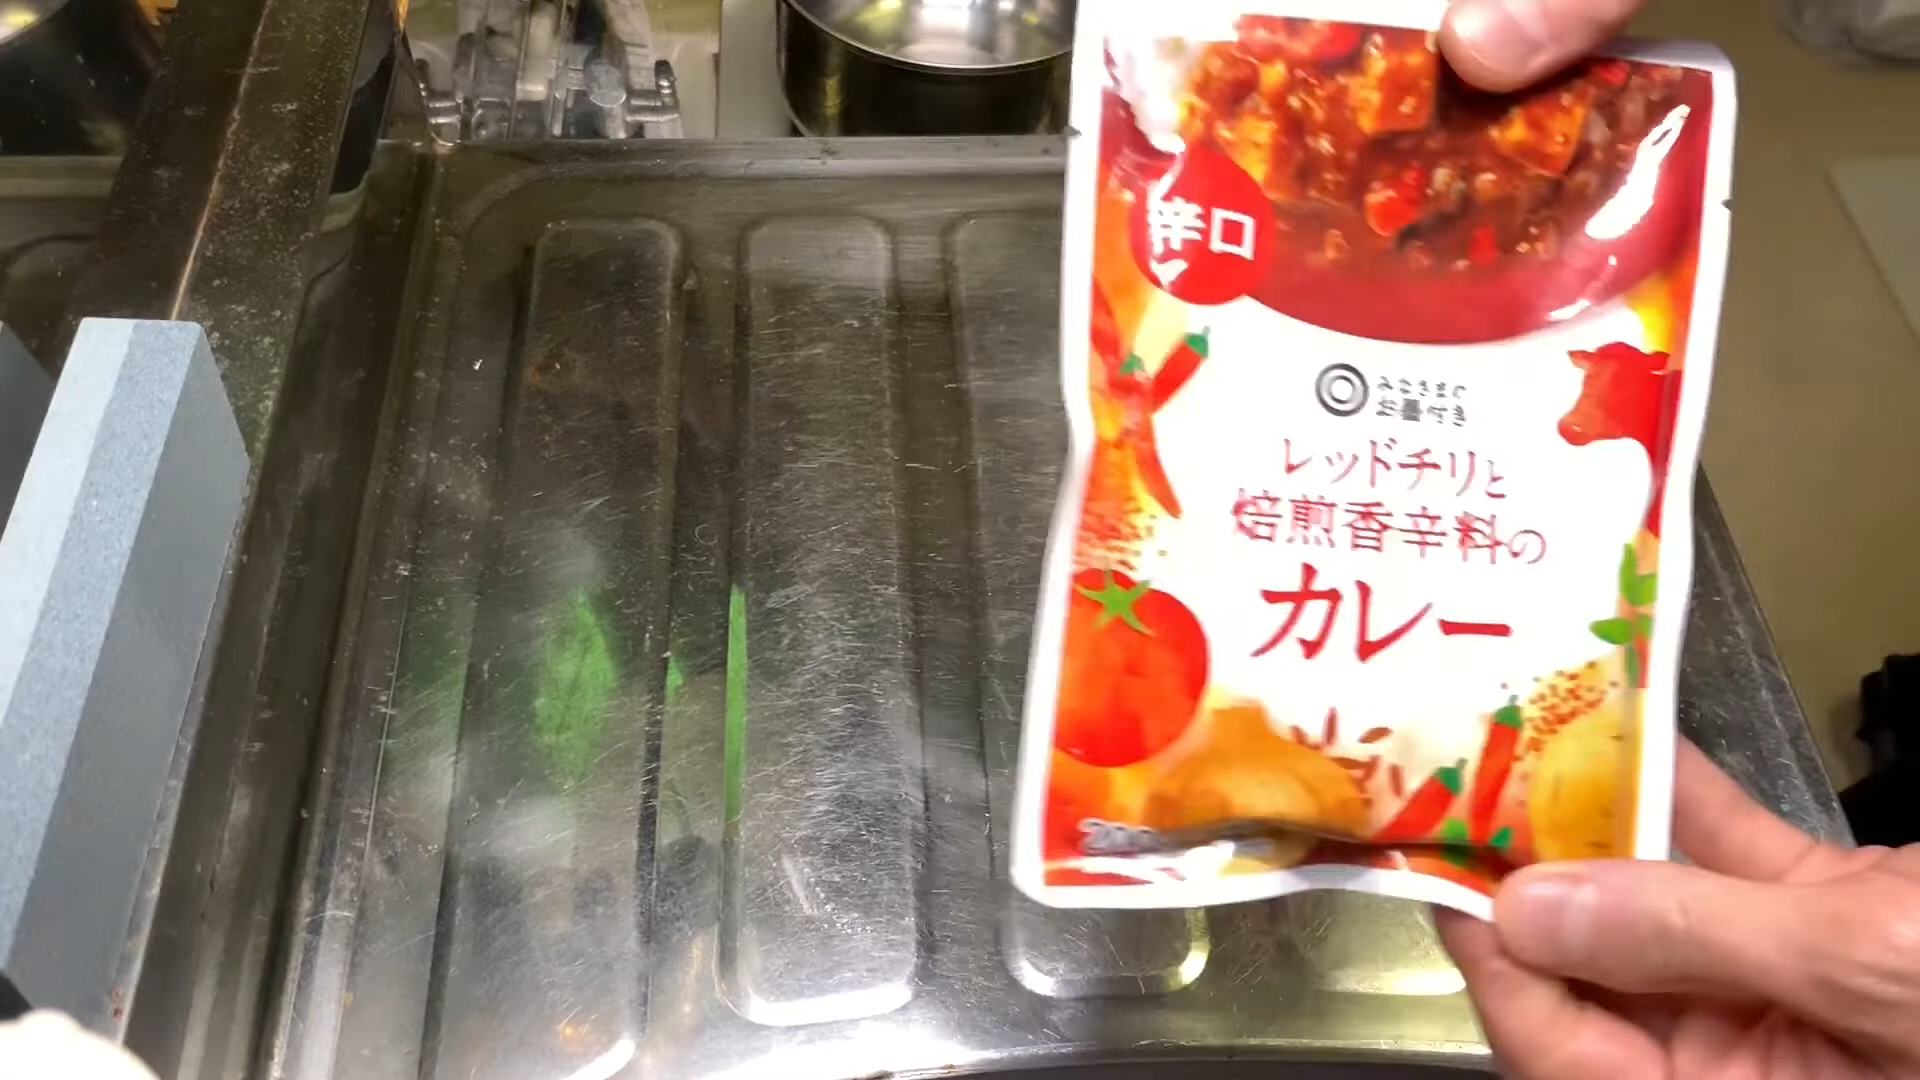 辛口
みなさまの
お墨付き
レッドチリと
焙煎香辛料の
カレー